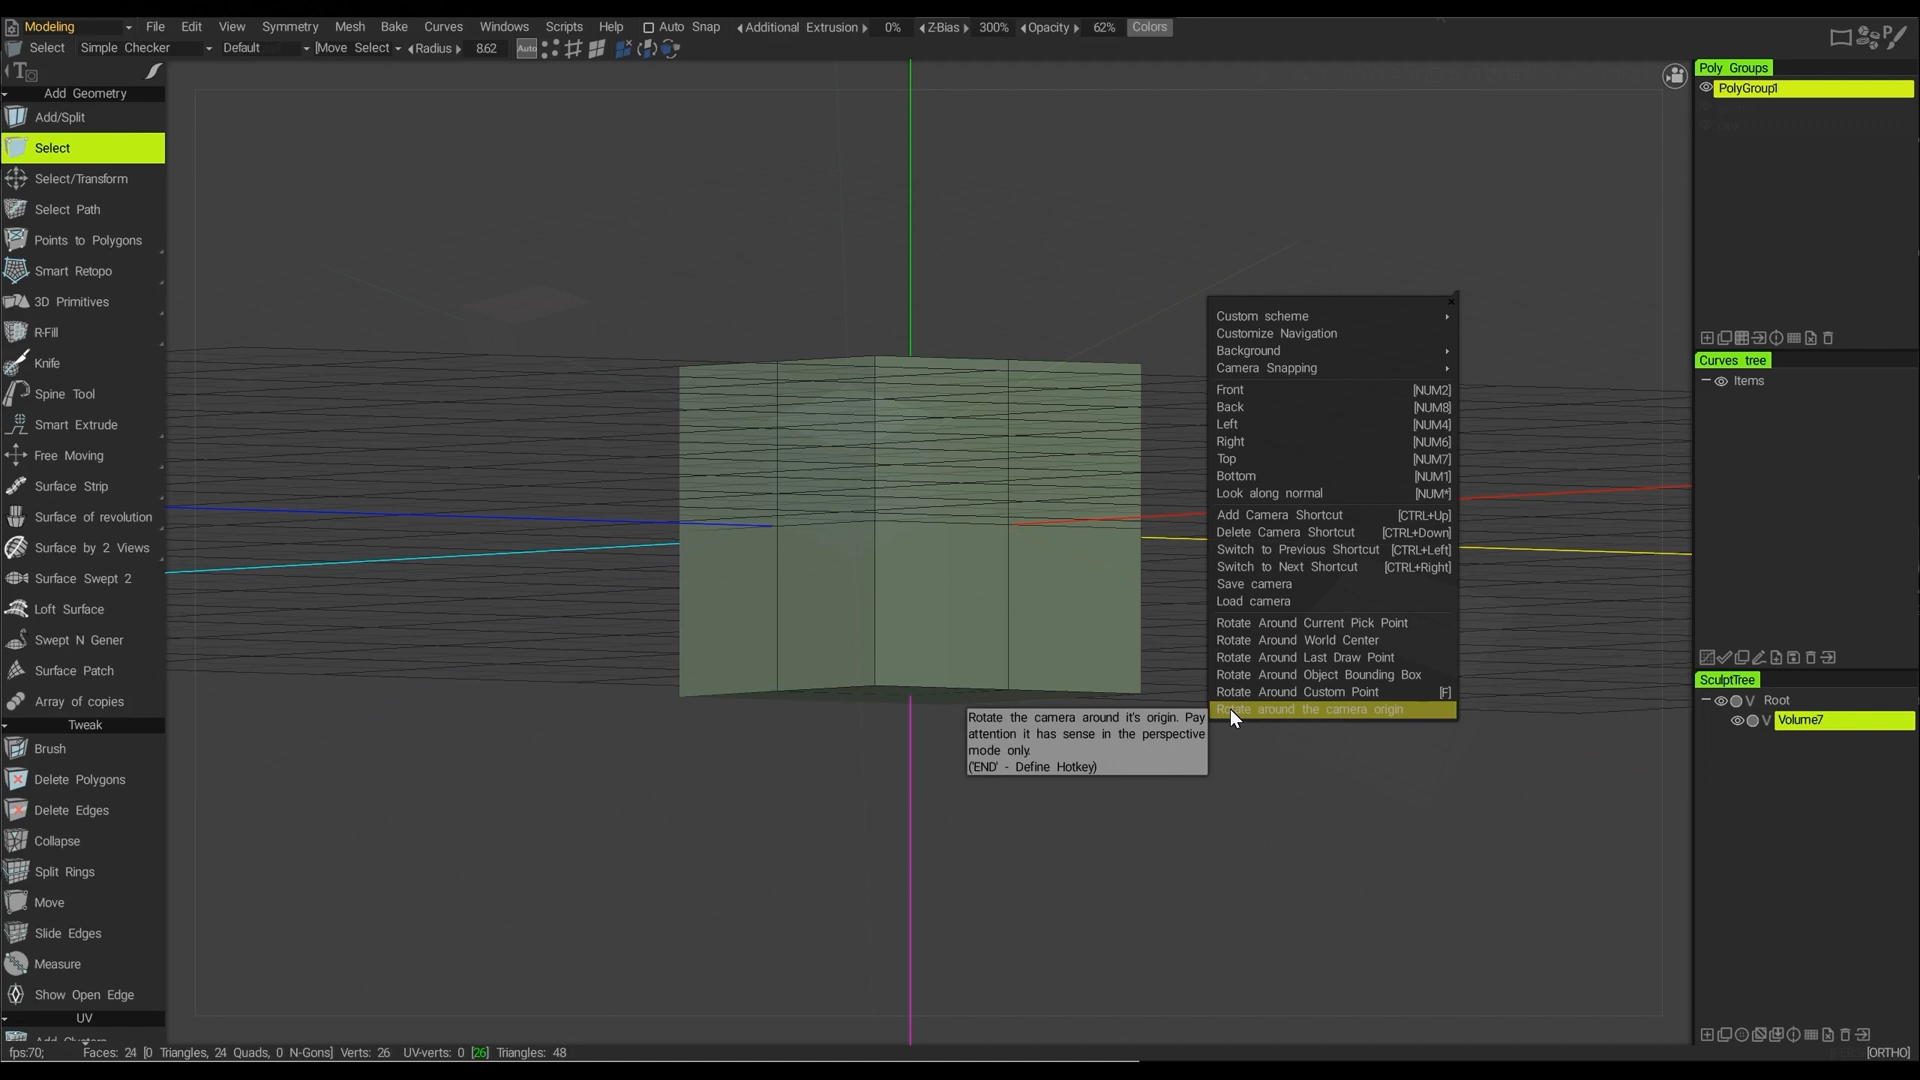 Modeling File Edit View Symmetry Mesh Bake Curves Windows Scripts Help Auto Snap Additional Extrusion 0% Z-Bias 300% Opacity 62% Colors
Select Simple Checker Default [Move Select Radius 8.62 Auto
Add Geometry
Add/Split
Select
Select/Transform
Select Path
Points to Polygons
Smart Retopo
3D Primitives
R-Fill
Knife
Spine Tool
Smart Extrude
Free Moving
Surface Strip
Surface of revolution
Surface by 2 Views
Surface Swept 2
Loft Surface
Swept N Gener
Surface Patch
Array of copies
Tweak
Brush
Delete Polygons
Delete Edges
Collapse
Split Rings
Move
Slide Edges
Measure
Show Open Edge
UV
Add Clusters
Custom scheme
Customize Navigation
Background
Camera Snapping
Front [NUM2]
Back [NUM8]
Left [NUM4]
Right [NUM6]
Top [NUM7]
Bottom [NUM1]
Look along normal [NUM*]
Add Camera Shortcut [CTRL+Up]
Delete Camera Shortcut [CTRL+Down]
Switch to Previous Shortcut [CTRL+Left]
Switch to Next Shortcut [CTRL+Right]
Save camera
Load camera
Rotate Around Current Pick Point
Rotate Around World Center
Rotate Around Last Draw Point
Rotate Around Object Bounding Box
Rotate Around Custom Point [F]
Rotate around the camera origin
Rotate the camera around it's origin. Pay
attention it has sense in the perspective
mode only.
('END' - Define Hotkey)
Poly Groups
PolyGroup1
Curves tree
Items
SculptTree
V Root
V Volume7
fps:70; Faces: 24 [0 Triangles, 24 Quads, 0 N-Gons] Verts: 26 UV-verts: 0 [26] Triangles: 48
[ORTHO]